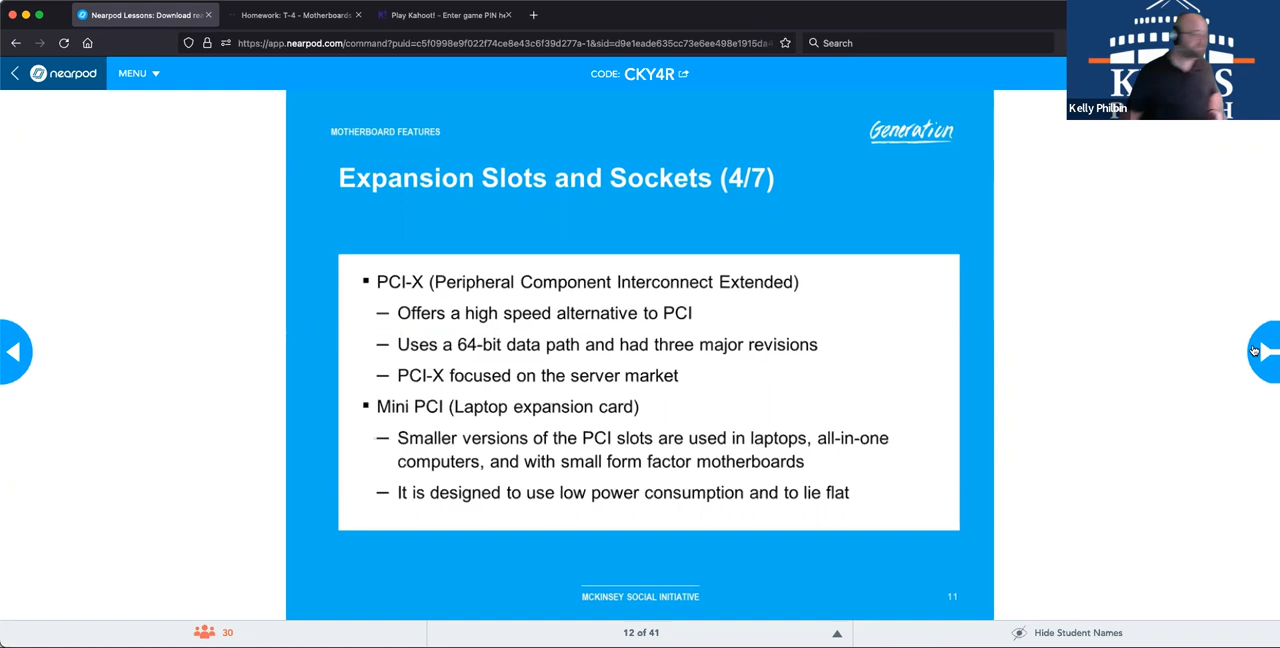 Nearpod Lessons: Download re
Homework: T-4 - Motherboards
Play Kahoot! - Enter game PIN he
https://app.nearpod.com/command?puid=c5f0998e9f022f74ce8e43c6f39d277a-1&sid=d9e1eade635cc73e6ee498e1915da4
Search
nearpod
MENU
CODE: CKY4R
Kelly Philbin
MOTHERBOARD FEATURES
Generation
Expansion Slots and Sockets (4/7)
▪ PCI-X (Peripheral Component Interconnect Extended)
– Offers a high speed alternative to PCI
– Uses a 64-bit data path and had three major revisions
– PCI-X focused on the server market
▪ Mini PCI (Laptop expansion card)
– Smaller versions of the PCI slots are used in laptops, all-in-one
computers, and with small form factor motherboards
– It is designed to use low power consumption and to lie flat
MCKINSEY SOCIAL INITIATIVE
11
30
12 of 41
Hide Student Names